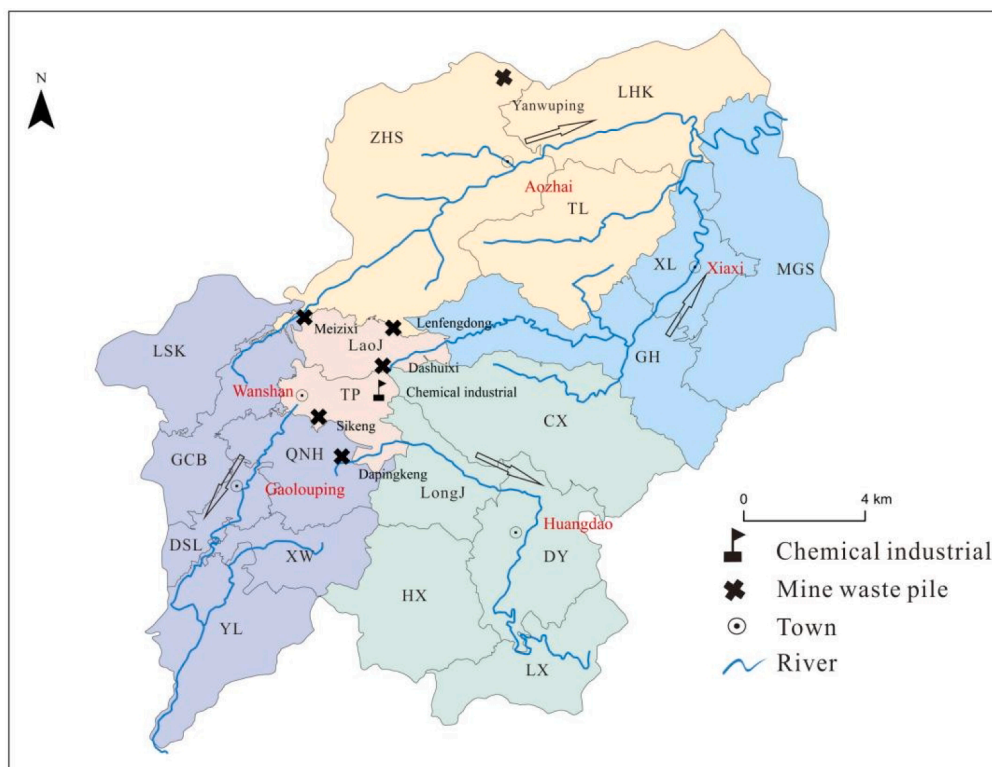 N
Yanwuping
LHK
ZHS
Aozhai
TL
XL
Xiaxi
MGS
Meizixi
Lenfengdong
LSK
LaoJ
GH
Dashuixi
Wanshan
TP
Chemical industrial
CX
Sikeng
GCB
QNH
Dapingkeng
Gaolouping
LongJ
0 4 km
Huangdao
DSL
XW
DY
Chemical industrial
HX
Mine waste pile
YL
Town
LX
River